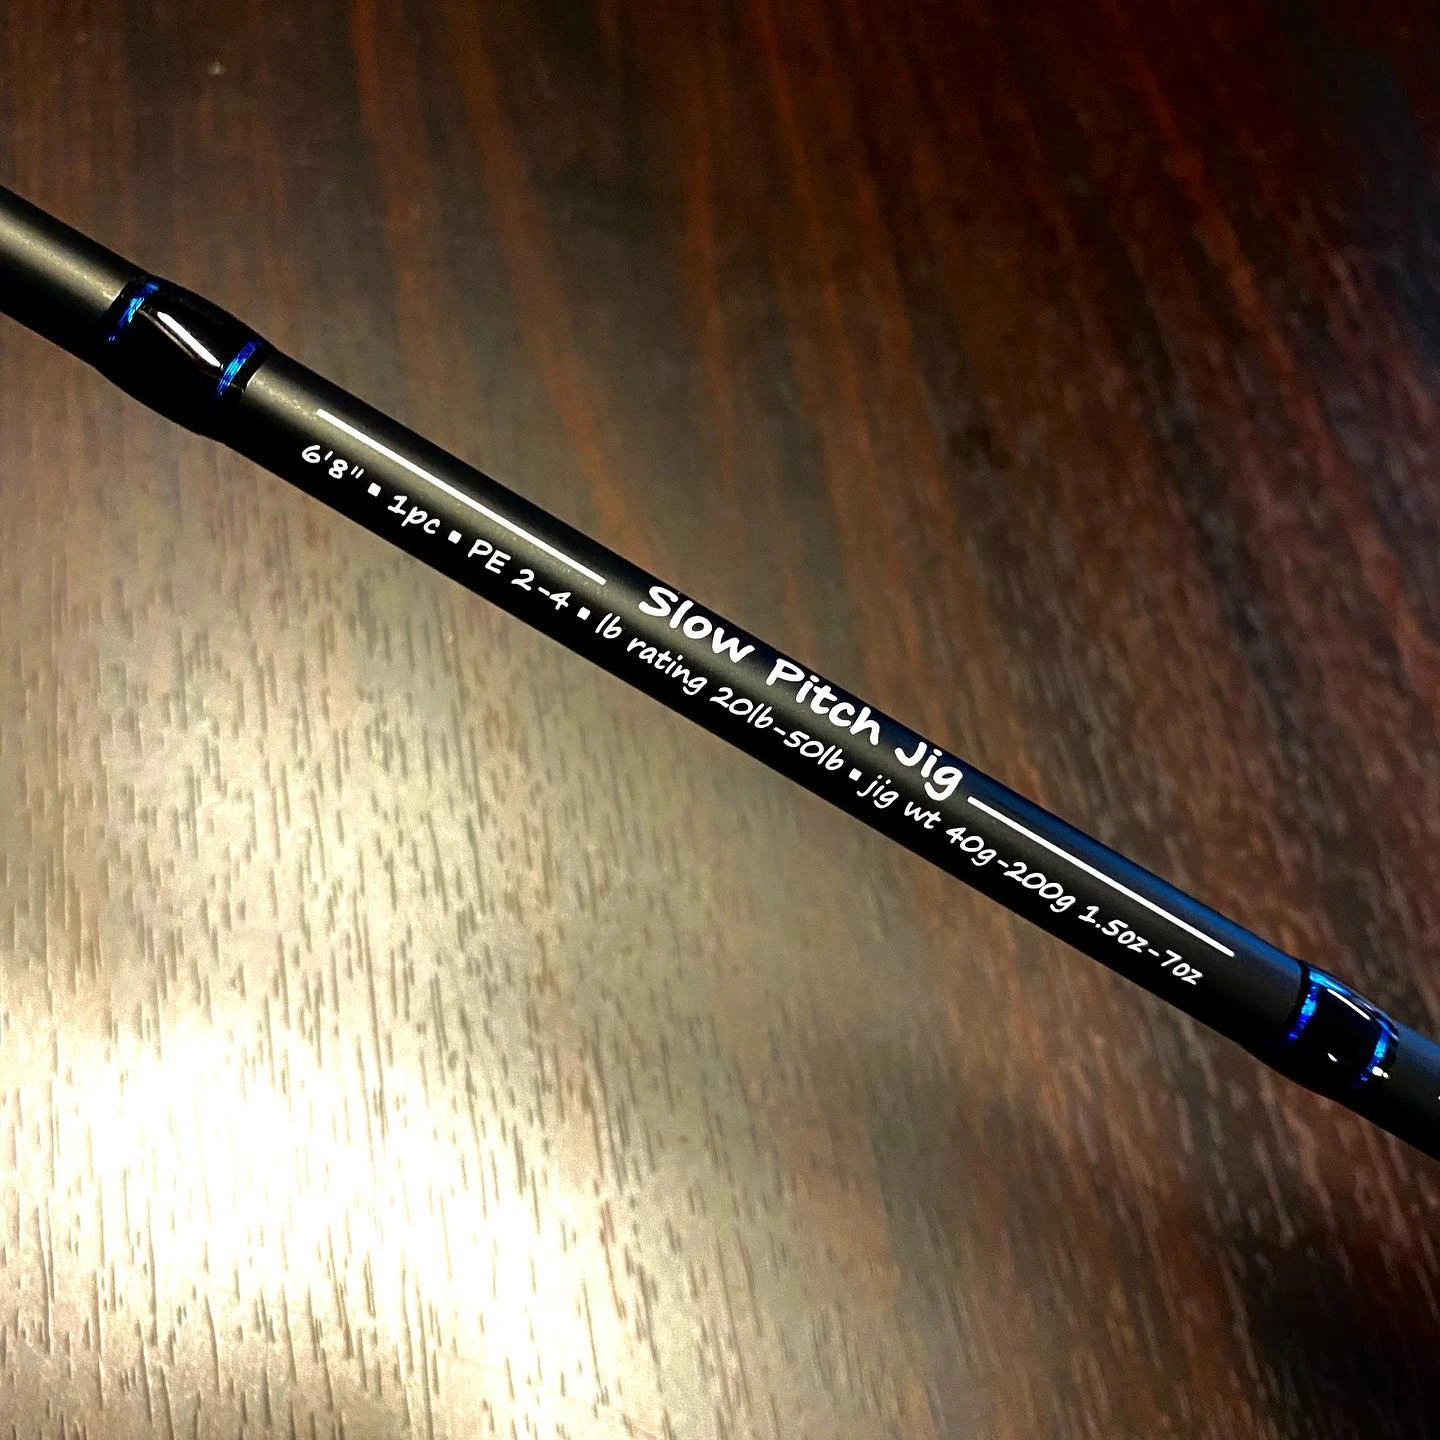 Slow Pitch Jig
6'8" ▪ 1pc ▪ PE 2-4 ▪ lb rating 20lb-50lb ▪ jig wt 40g-200g 1.5oz-7oz